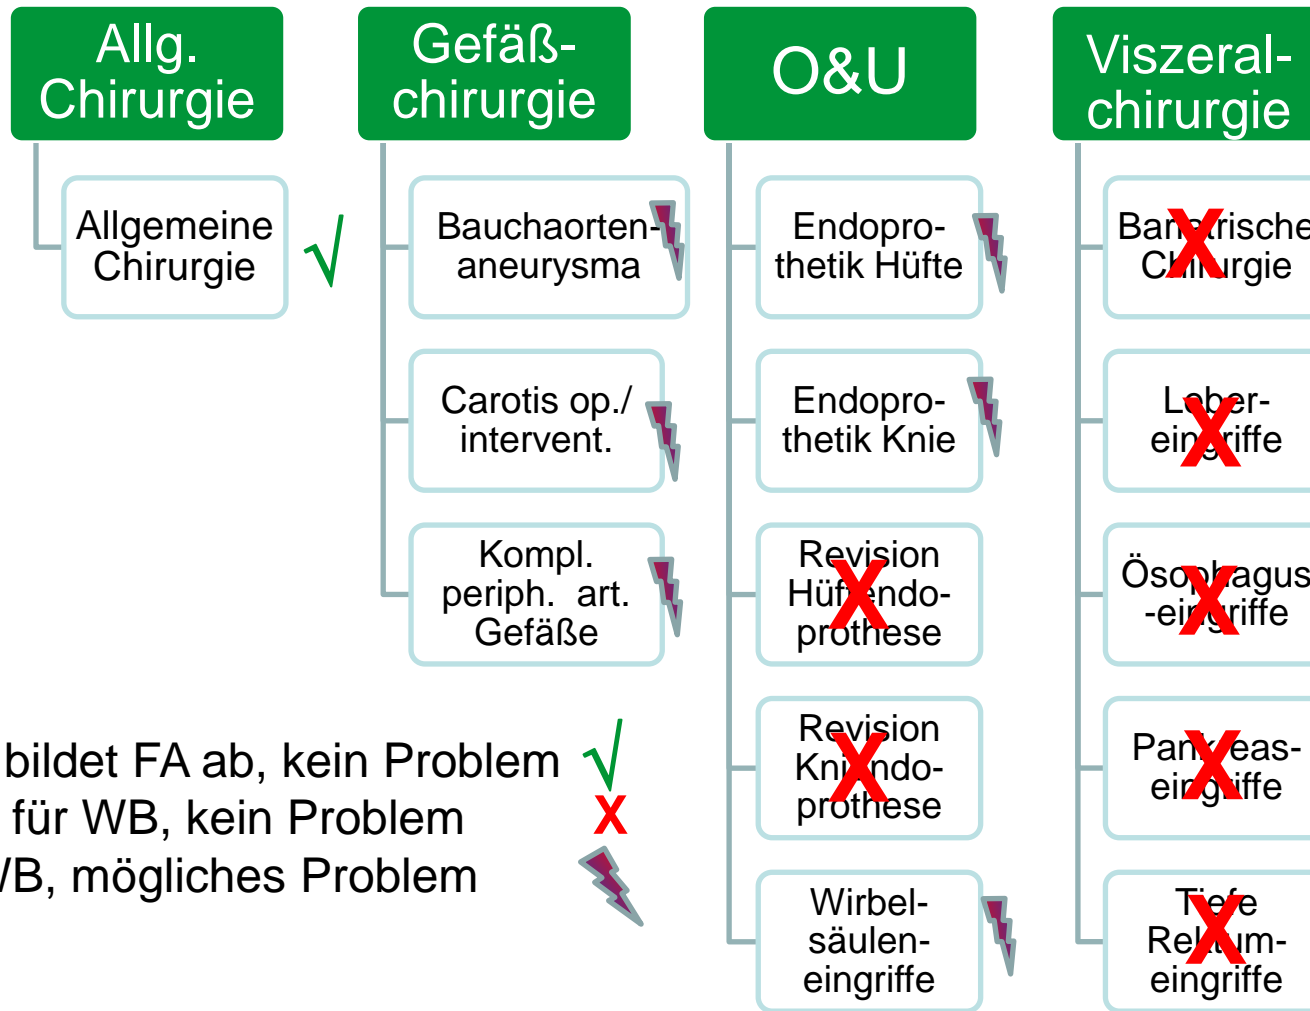 Allg.
Chirurgie
Allgemeine
Chirurgie
Gefäß-
chirurgie
Bauchaorten-
aneurysma
Carotis op./
intervent.
Kompl.
periph. art.
Gefäße
O&U
Endopro-
thetik Hüfte
Endopro-
thetik Knie
Revision
Hüftendo-
prothese
Revision
Kniendo-
prothese
Wirbel-
säulen-
eingriffe
Viszeral-
chirurgie
Bariatrische
Chirurgie
Leber-
eingriffe
Ösophagus
-eingriffe
Pankreas-
eingriffe
Tiefe
Rektum-
eingriffe
bildet FA ab, kein Problem √
für WB, kein Problem X
WB, mögliches Problem